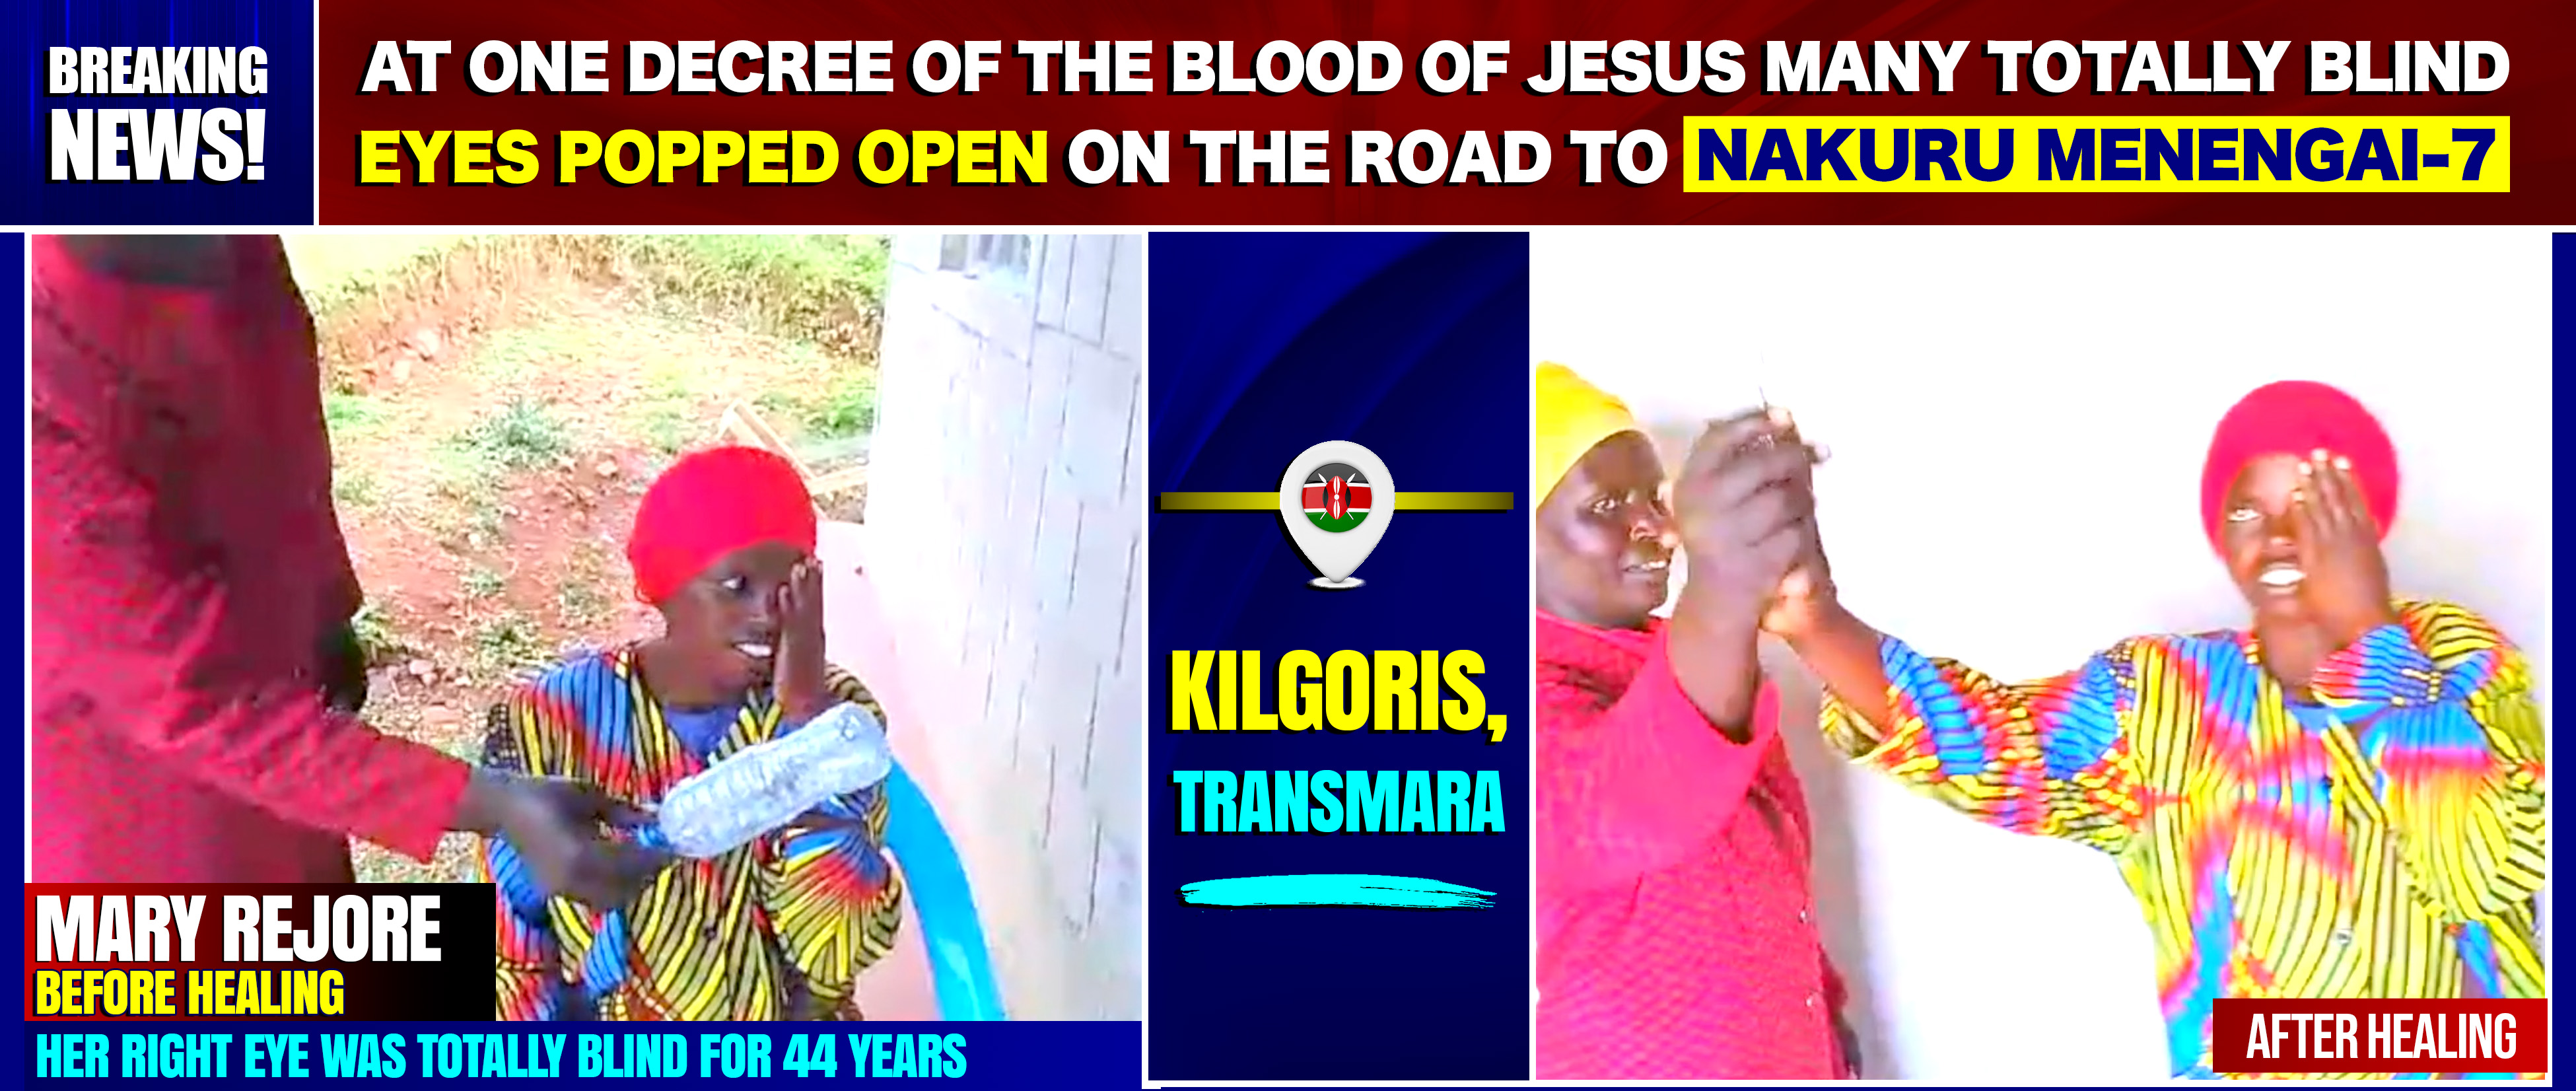 BREAKING
NEWS!
AT ONE DECREE OF THE BLOOD OF JESUS MANY TOTALLY BLIND
EYES POPPED OPEN ON THE ROAD TO NAKURU MENENGAI-7
KILGORIS,
TRANSMARA
MARY REJORE
BEFORE HEALING
HER RIGHT EYE WAS TOTALLY BLIND FOR 44 YEARS
AFTER HEALING